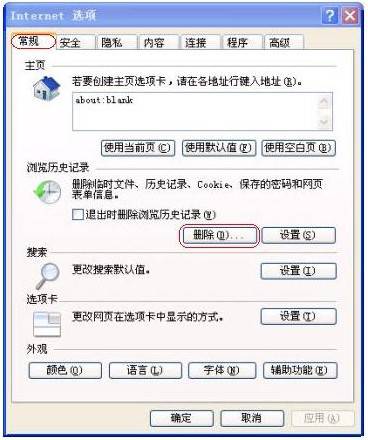 Internet 选项
常规 安全 隐私 内容 连接 程序 高级
主页
若要创建主页选项卡，请在各地址行键入地址(R)。
about:blank
使用当前页(C) 使用默认值(F) 使用空白页(B)
浏览历史记录
删除临时文件、历史记录、Cookie、保存的密码和网页
表单信息。
退出时删除浏览历史记录(W)
删除(D)... 设置(S)
搜索
更改搜索默认值。 设置(I)
选项卡
更改网页在选项卡中显示的方式。 设置(T)
外观
颜色(O) 语言(L) 字体(N) 辅助功能(E)
确定 取消 应用(A)